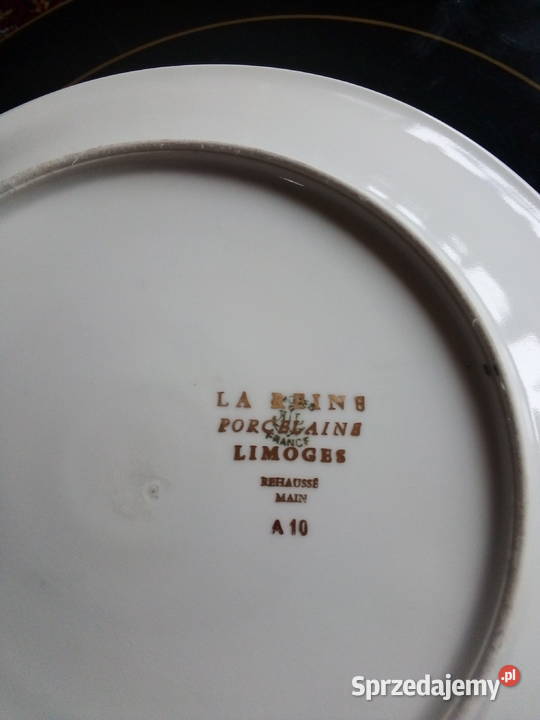 LA REINE
PORCELAINE
FRANCE
LIMOGES
REHAUSSÉ
MAIN
A 10
Sprzedajemy.pl